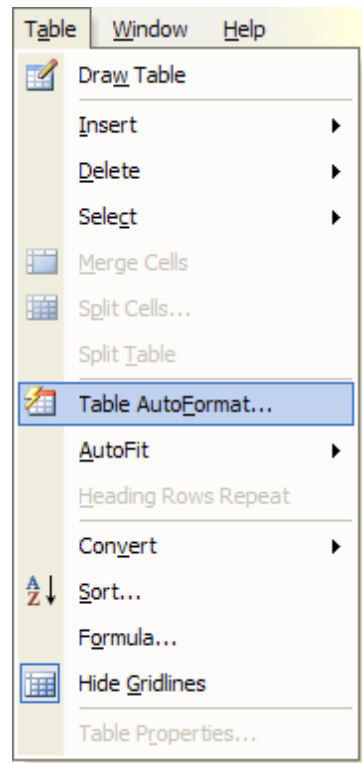 Table Window Help
Draw Table
Insert
Delete
Select
Merge Cells
Split Cells...
Split Table
Table AutoFormat...
AutoFit
Heading Rows Repeat
Convert
A Z Sort...
Formula...
Hide Gridlines
Table Properties...